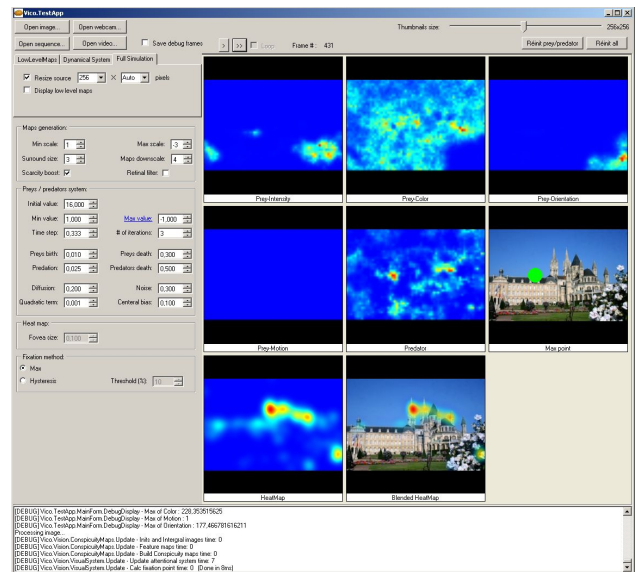 Vico.TestApp
Open image... Open webcam... Thumbnails size: 256x256
Open sequence... Open video... Save debug frames > >> Loop Frame # : 431 Réinit prey/predator Réinit all
LowLevelMaps Dynamical System Full Simulation
Resize source 256 X Auto pixels
Display low level maps
Maps generation:
Min scale: 1 Max scale: -3
Surround size: 3 Maps downscale: 4
Scarcity boost: Retinal filter:
Preys / predators system:
Initial value: 16,000
Min value: 1,000 Max value: -1,000
Time step: 0,333 # of iterations: 3
Preys birth: 0,010 Preys death: 0,300
Predation: 0,025 Predators death: 0,500
Diffusion: 0,200 Noise: 0,300
Quadratic term: 0,001 Centeral bias: 0,100
Heat map:
Fovea size: 0,100
Fixation method:
Max
Hysteresis Threshold (%): 10
Prey-Intensity Prey-Color Prey-Orientation
Prey-Motion Predator Max point
HeatMap Blended HeatMap
[DEBUG] Vico.TestApp.MainForm.DebugDisplay - Max of Color : 228,353515625
[DEBUG] Vico.TestApp.MainForm.DebugDisplay - Max of Motion : 1
[DEBUG] Vico.TestApp.MainForm.DebugDisplay - Max of Orientation : 177,466781616211
Processing image...
[DEBUG] Vico.Vision.ConspicuityMaps.Update - Inits and Intergral images time: 0
[DEBUG] Vico.Vision.ConspicuityMaps.Update - Feature maps time: 0
[DEBUG] Vico.Vision.ConspicuityMaps.Update - Build Conspicuity maps time: 0
[DEBUG] Vico.Vision.VisualSystem.Update - Update attentional system time: 7
[DEBUG] Vico.Vision.VisualSystem.Update - Calc fixation point time: 0 (Done in 8ms)